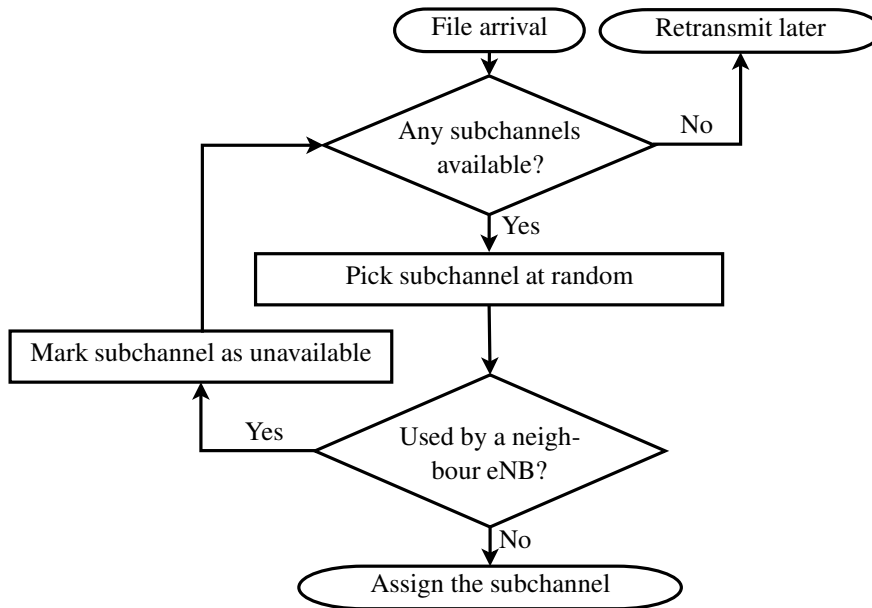 File arrival
Retransmit later
Any subchannels
available?
No
Yes
Pick subchannel at random
Mark subchannel as unavailable
Yes
Used by a neigh-
bour eNB?
No
Assign the subchannel